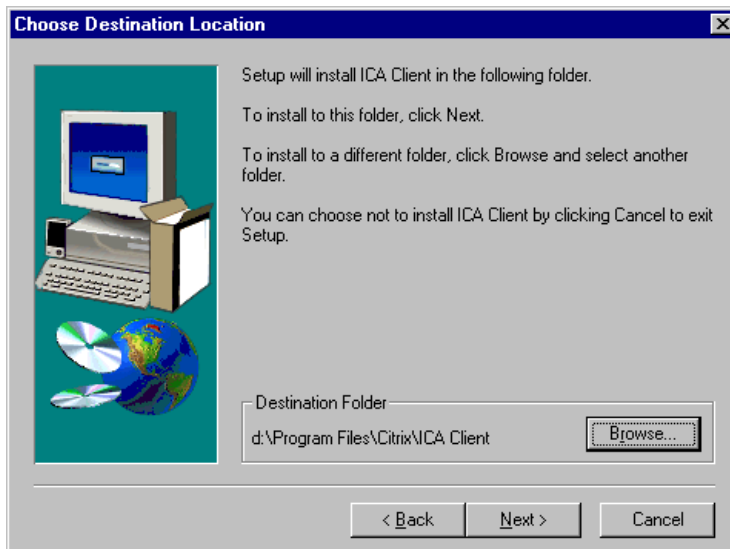 Choose Destination Location
Setup will install ICA Client in the following folder.
To install to this folder, click Next.
To install to a different folder, click Browse and select another
folder.
You can choose not to install ICA Client by clicking Cancel to exit
Setup.
Destination Folder
d:\Program Files\Citrix\ICA Client
Browse...
< Back
Next >
Cancel